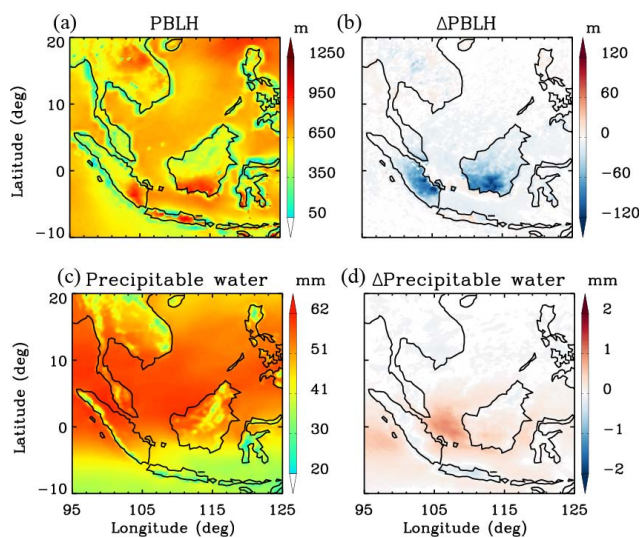 (a) PBLH m
1250
950
650
350
50
20
10
0
−10
Latitude (deg)
(b) ΔPBLH m
120
60
0
−60
−120
(c) Precipitable water mm
62
51
41
30
20
20
10
0
−10
Latitude (deg)
95 105 115 125
Longitude (deg)
(d) ΔPrecipitable water mm
2
1
0
−1
−2
95 105 115 125
Longitude (deg)